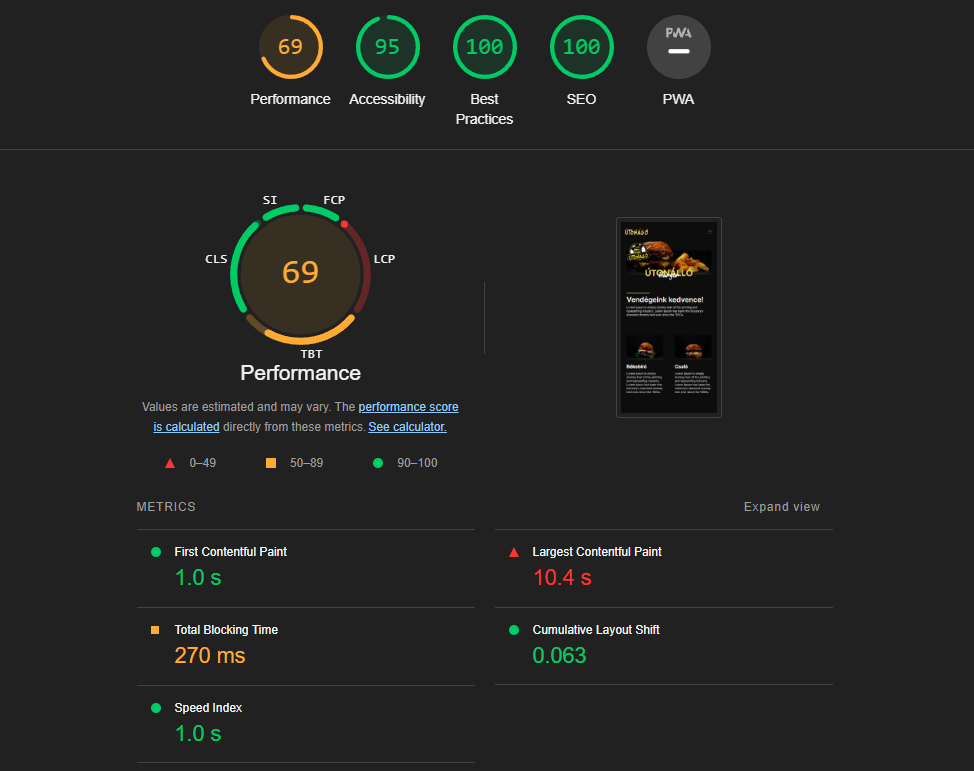 69
95
100
100
PWA
Performance
Accessibility
Best
Practices
SEO
PWA
SI
FCP
CLS
LCP
69
TBT
Performance
Values are estimated and may vary. The performance score
is calculated directly from these metrics. See calculator.
0–49
50–89
90–100
ÚTONÁLLÓ
Vendégeink kedvence!
Békebíró
Csaló
METRICS
Expand view
First Contentful Paint
1.0 s
Largest Contentful Paint
10.4 s
Total Blocking Time
270 ms
Cumulative Layout Shift
0.063
Speed Index
1.0 s